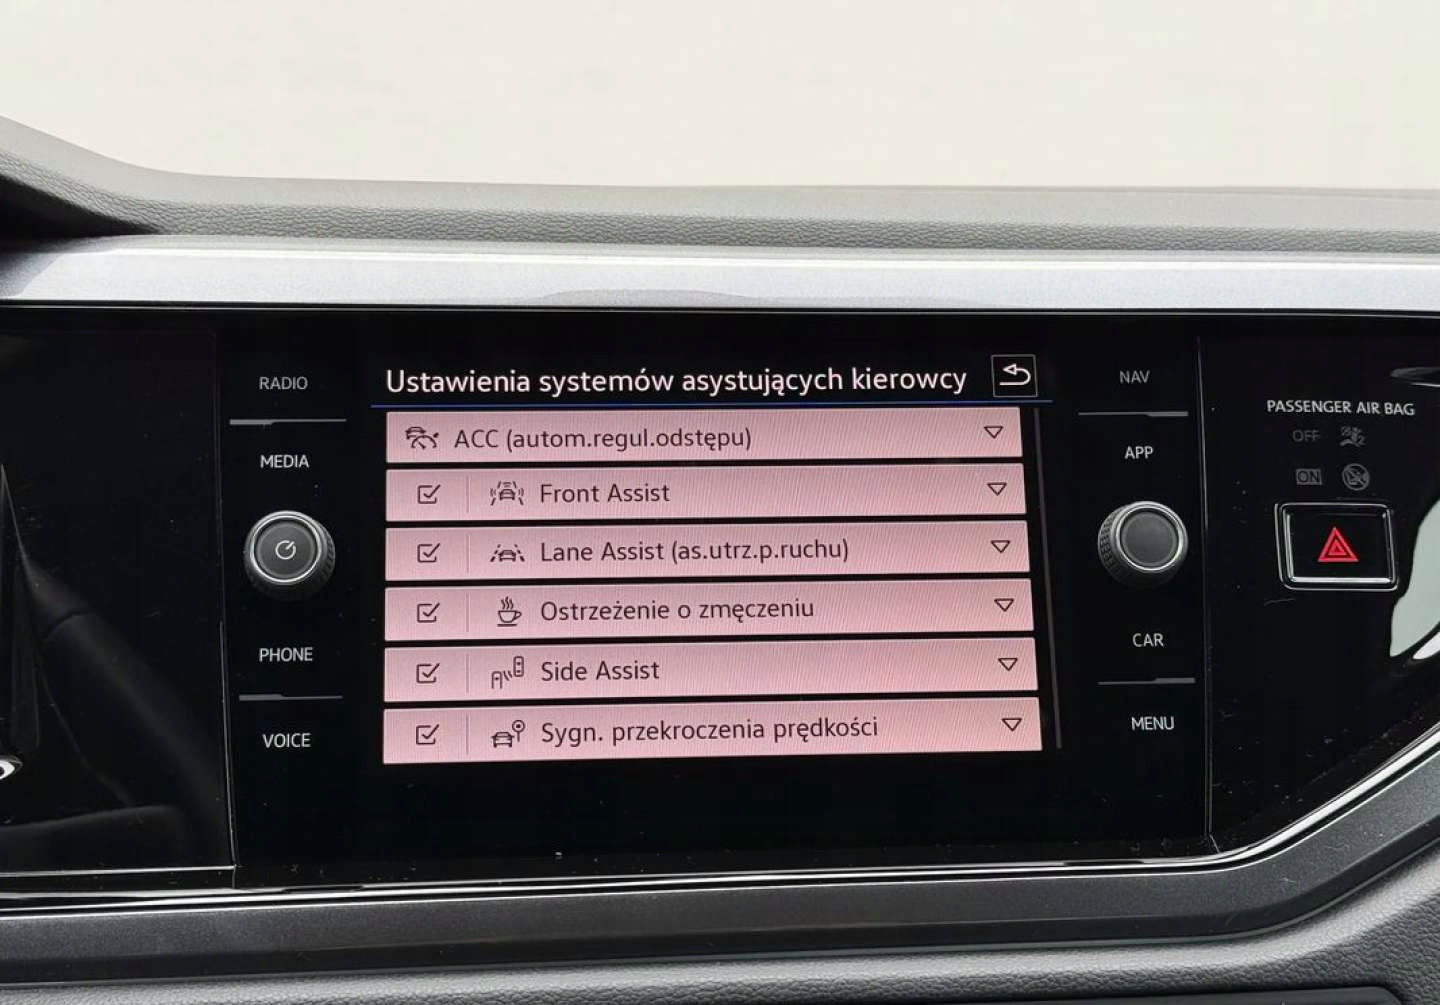 Ustawienia systemów asystujących kierowcy
ACC (autom.regul.odstępu)
Front Assist
Lane Assist (as.utrz.p.ruchu)
Ostrzeżenie o zmęczeniu
Side Assist
Sygn. przekroczenia prędkości
RADIO
MEDIA
PHONE
VOICE
NAV
APP
CAR
MENU
PASSENGER AIR BAG
OFF
ON